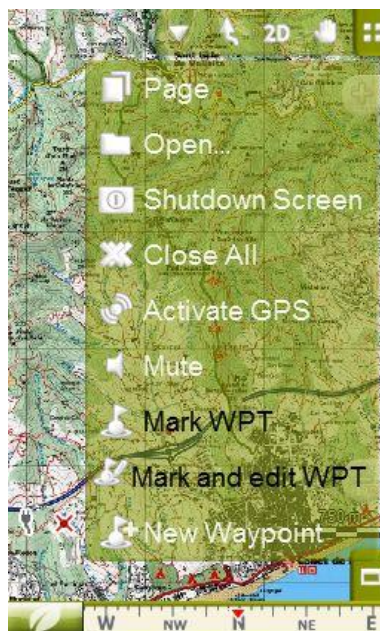 2D
Page
Open...
Shutdown Screen
Close All
Activate GPS
Mute
Mark WPT
Mark and edit WPT
750 m
New Waypoint
W NW N NE E